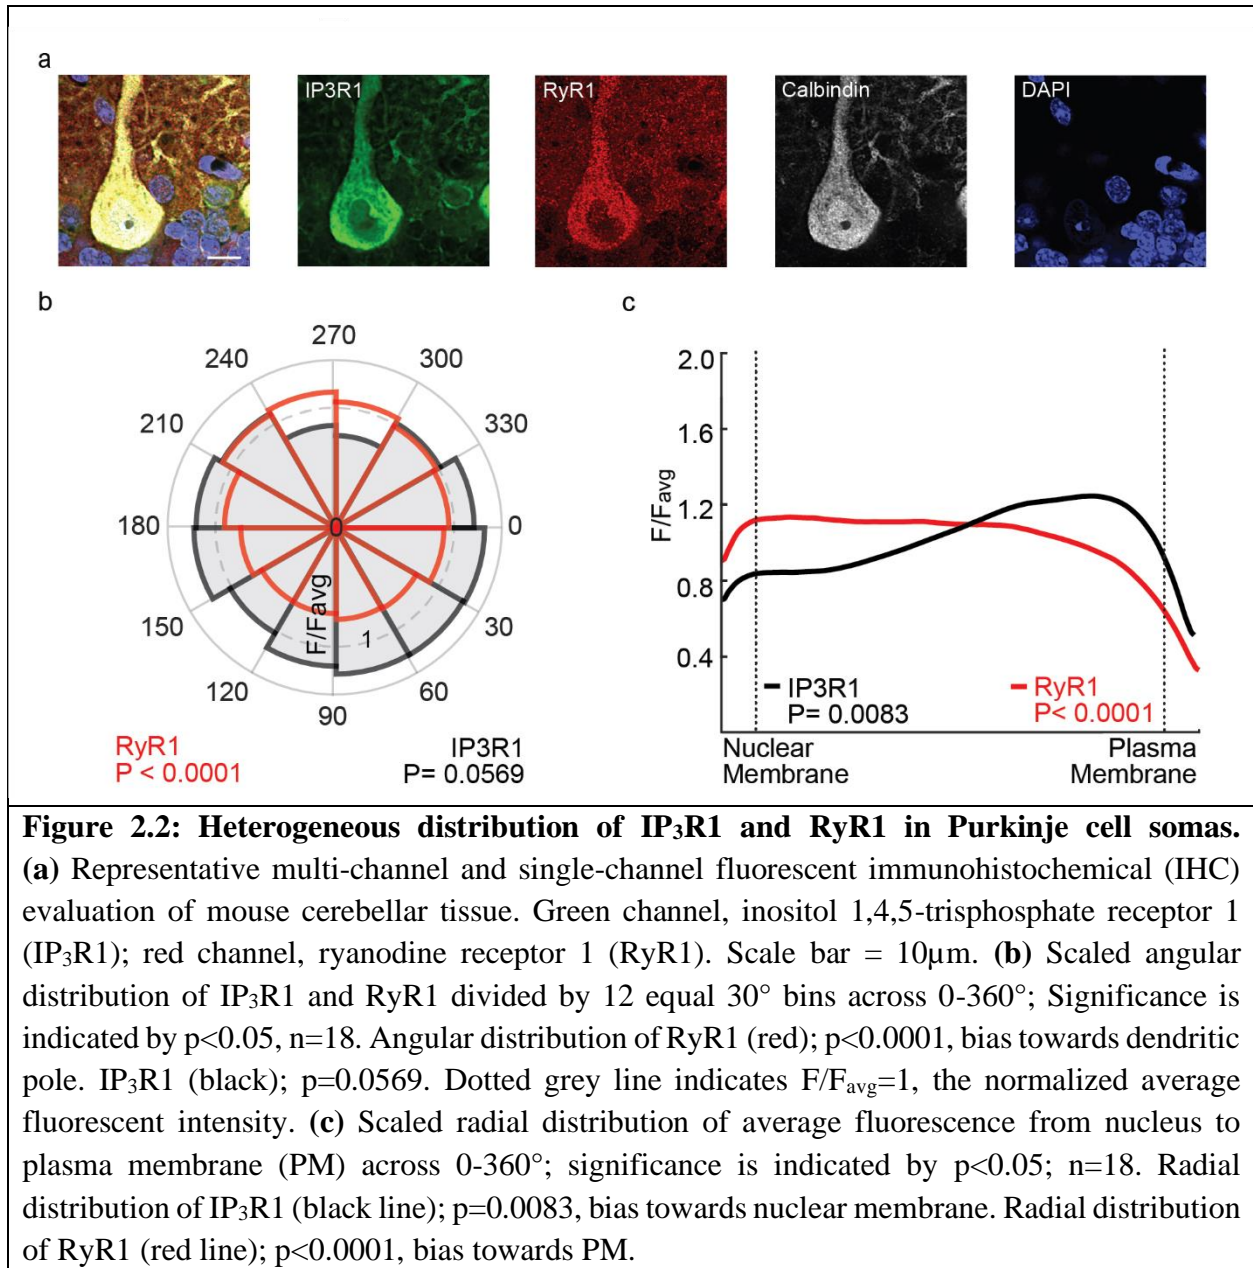 a
IP3R1
RyR1
Calbindin
DAPI
b
270
240
300
210
330
180
0
0
150
30
120
60
90
F/Favg
1
RyR1
P < 0.0001
IP3R1
P= 0.0569
c
2.0
1.6
1.2
0.8
0.4
F/Favg
IP3R1
P= 0.0083
RyR1
P< 0.0001
Nuclear
Membrane
Plasma
Membrane
Figure 2.2: Heterogeneous distribution of IP₃R1 and RyR1 in Purkinje cell somas.
(a) Representative multi-channel and single-channel fluorescent immunohistochemical (IHC)
evaluation of mouse cerebellar tissue. Green channel, inositol 1,4,5-trisphosphate receptor 1
(IP₃R1); red channel, ryanodine receptor 1 (RyR1). Scale bar = 10µm. (b) Scaled angular
distribution of IP₃R1 and RyR1 divided by 12 equal 30° bins across 0-360°; Significance is
indicated by p<0.05, n=18. Angular distribution of RyR1 (red); p<0.0001, bias towards dendritic
pole. IP₃R1 (black); p=0.0569. Dotted grey line indicates F/Favg=1, the normalized average
fluorescent intensity. (c) Scaled radial distribution of average fluorescence from nucleus to
plasma membrane (PM) across 0-360°; significance is indicated by p<0.05; n=18. Radial
distribution of IP₃R1 (black line); p=0.0083, bias towards nuclear membrane. Radial distribution
of RyR1 (red line); p<0.0001, bias towards PM.